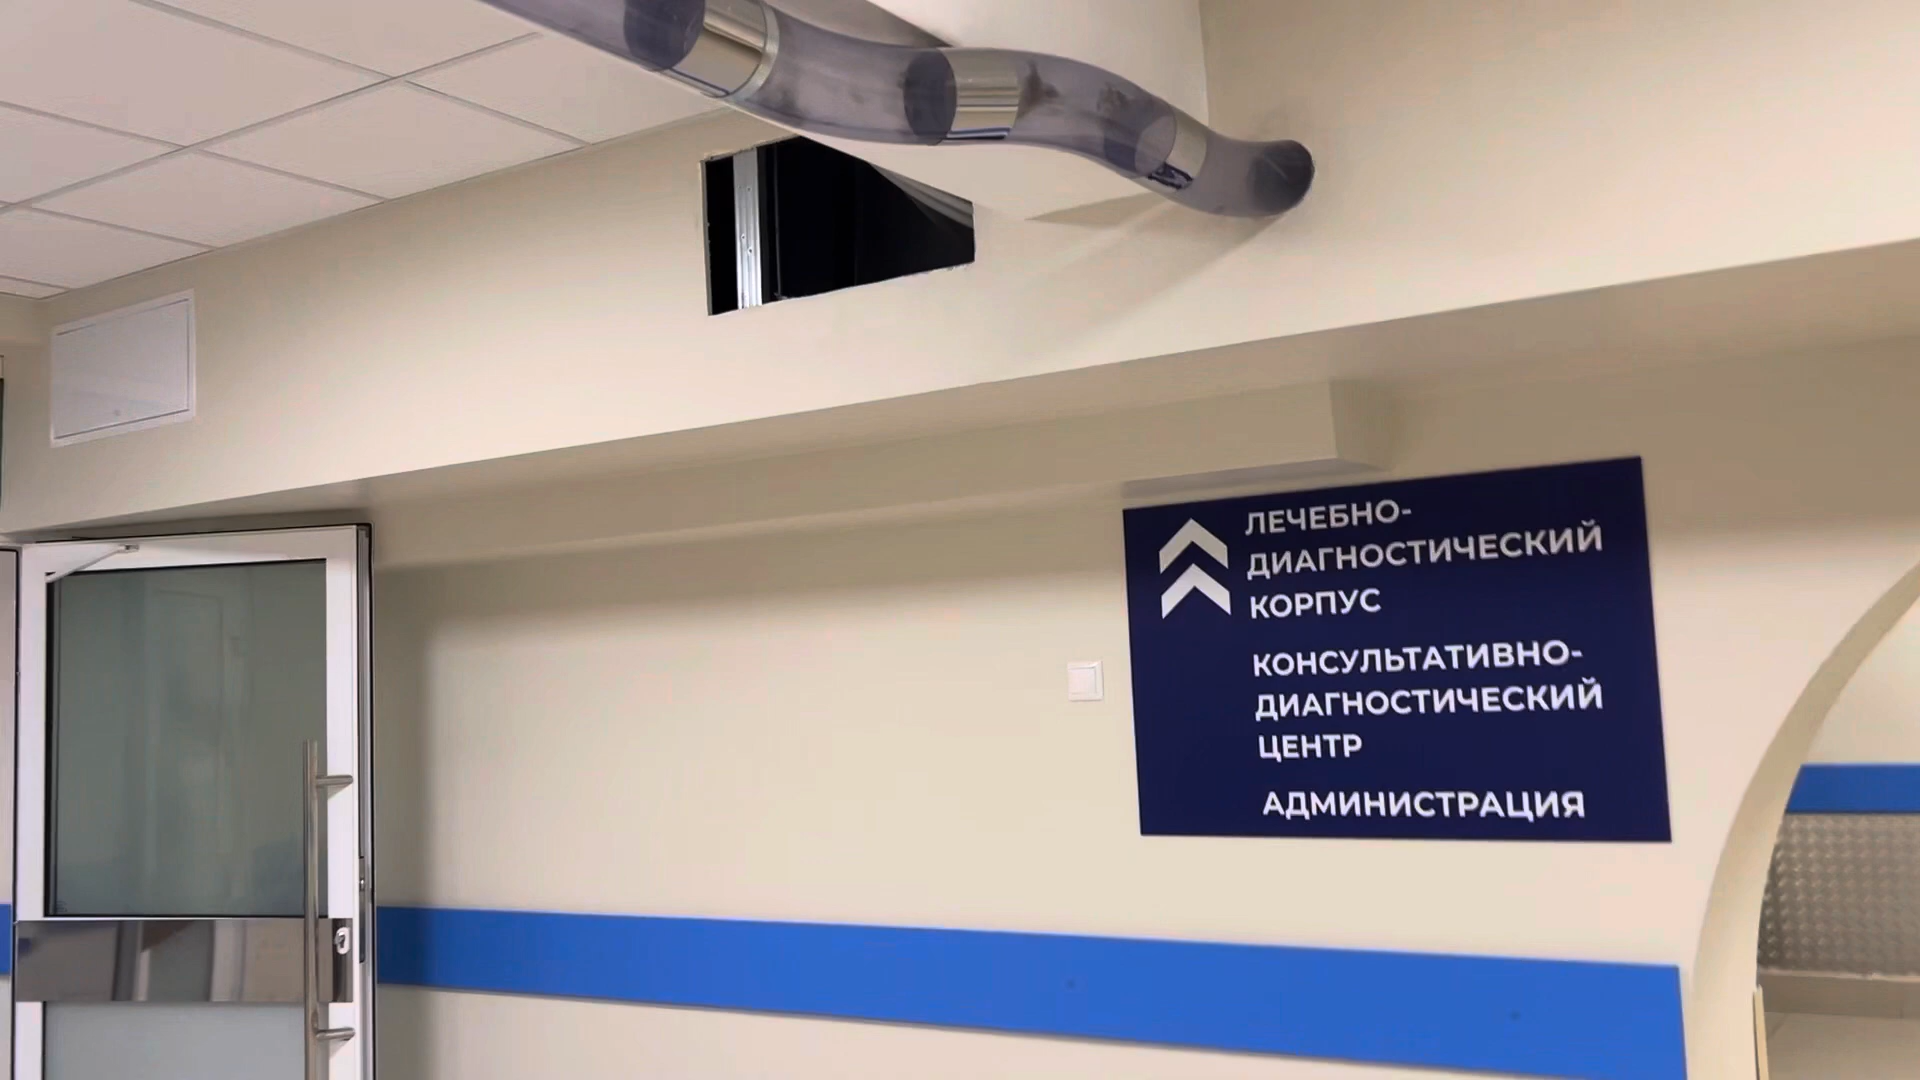 ЛЕЧЕБНО-
ДИАГНОСТИЧЕСКИЙ
КОРПУС
КОНСУЛЬТАТИВНО-
ДИАГНОСТИЧЕСКИЙ
ЦЕНТР
АДМИНИСТРАЦИЯ